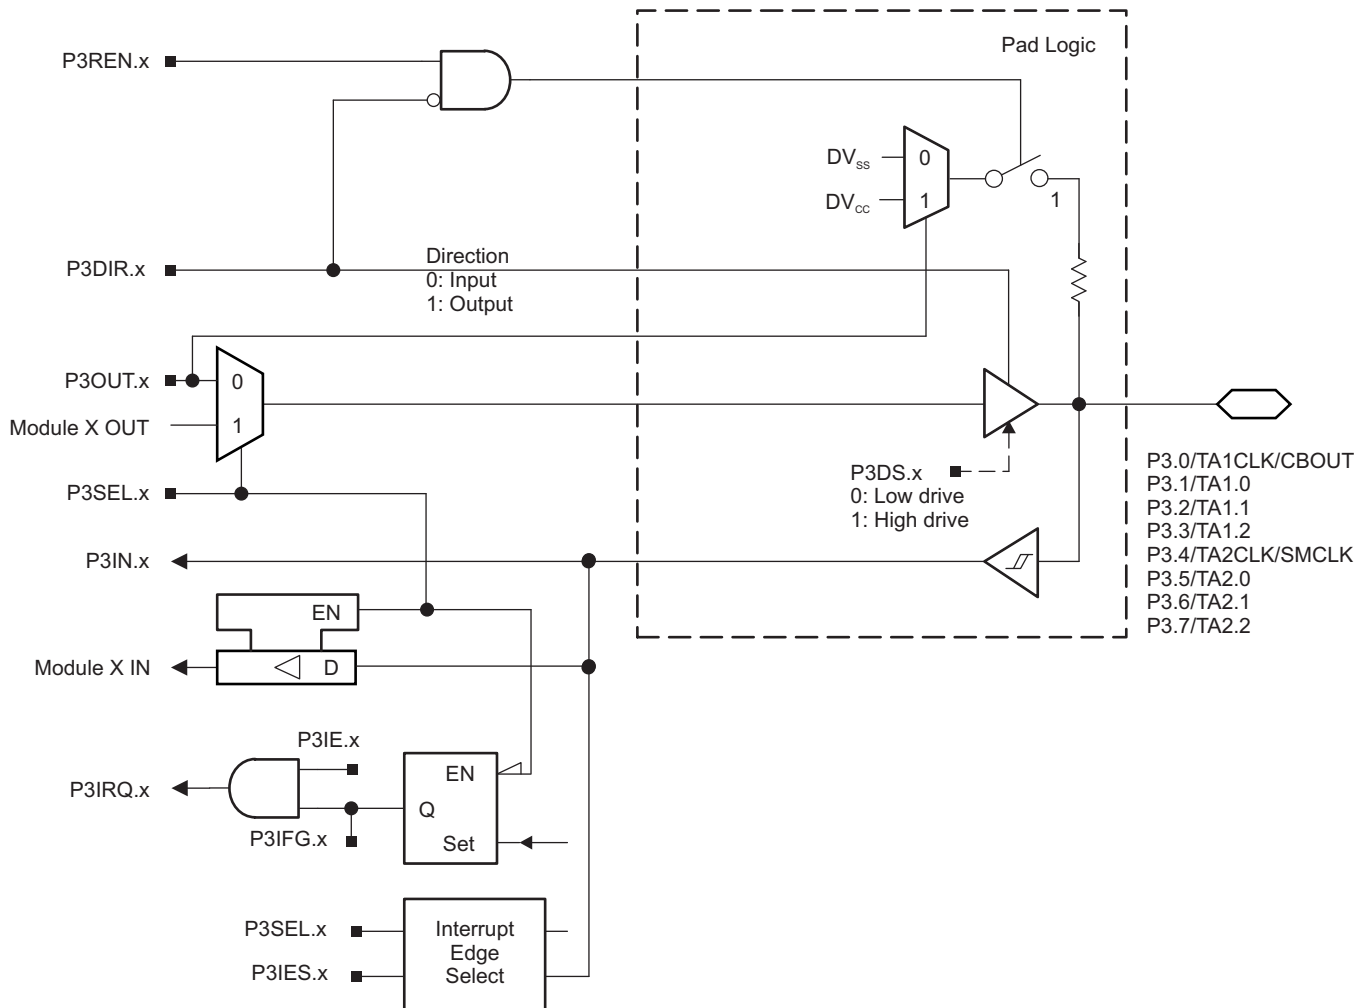 Pad Logic
P3REN.x
DVSS
0
DVCC
1
1
P3DIR.x
Direction
0: Input
1: Output
P3OUT.x
0
Module X OUT
1
P3SEL.x
P3DS.x
0: Low drive
1: High drive
P3.0/TA1CLK/CBOUT
P3.1/TA1.0
P3.2/TA1.1
P3.3/TA1.2
P3.4/TA2CLK/SMCLK
P3.5/TA2.0
P3.6/TA2.1
P3.7/TA2.2
P3IN.x
EN
Module X IN
D
P3IE.x
P3IRQ.x
P3IFG.x
EN
Q
Set
P3SEL.x
P3IES.x
Interrupt
Edge
Select